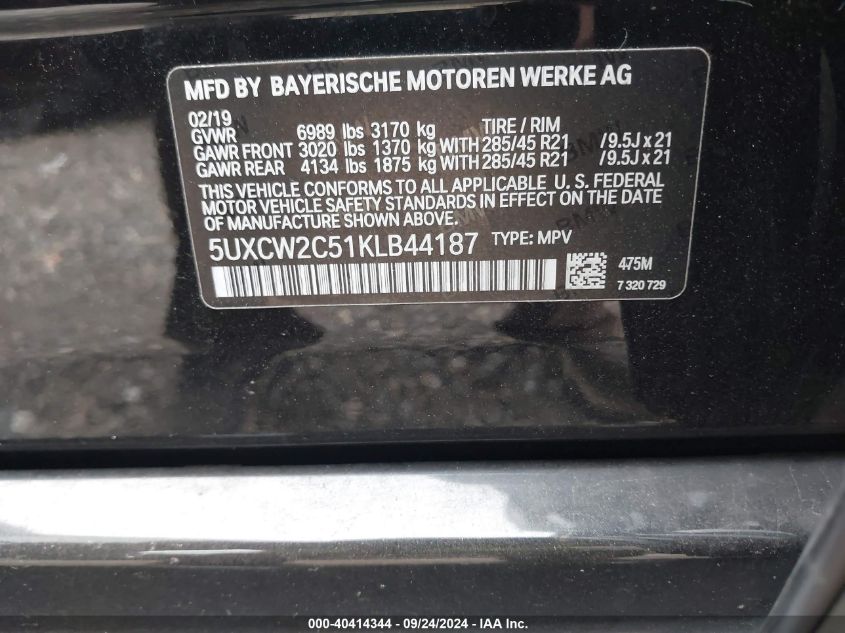 MFD BY BAYERISCHE MOTOREN WERKE AG
02/19
GVWR 6989 lbs 3170 kg TIRE / RIM
GAWR FRONT 3020 lbs 1370 kg WITH 285/45 R21 /9.5J x 21
GAWR REAR 4134 lbs 1875 kg WITH 285/45 R21 /9.5J x 21
THIS VEHICLE CONFORMS TO ALL APPLICABLE U. S. FEDERAL
MOTOR VEHICLE SAFETY STANDARDS IN EFFECT ON THE DATE
OF MANUFACTURE SHOWN ABOVE.
5UXCW2C51KLB44187 TYPE: MPV
475M
7 320 729
000-40414344 - 09/24/2024 - IAA Inc.